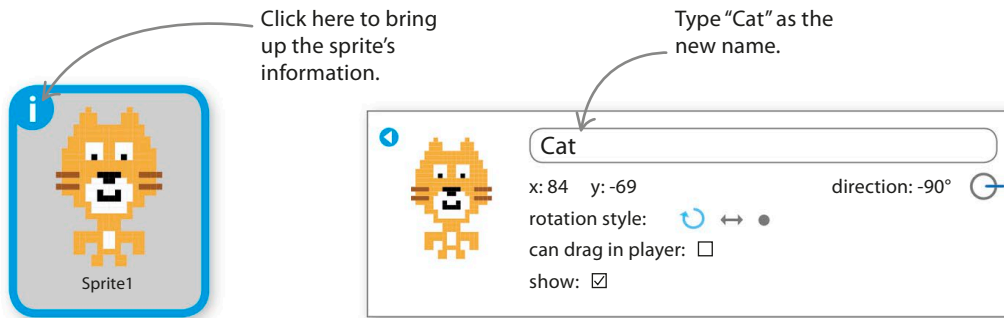 Click here to bring
up the sprite's
information.
Type “Cat” as the
new name.
i
Sprite1
Cat
x: 84 y: -69 direction: -90°
rotation style:
can drag in player:
show: